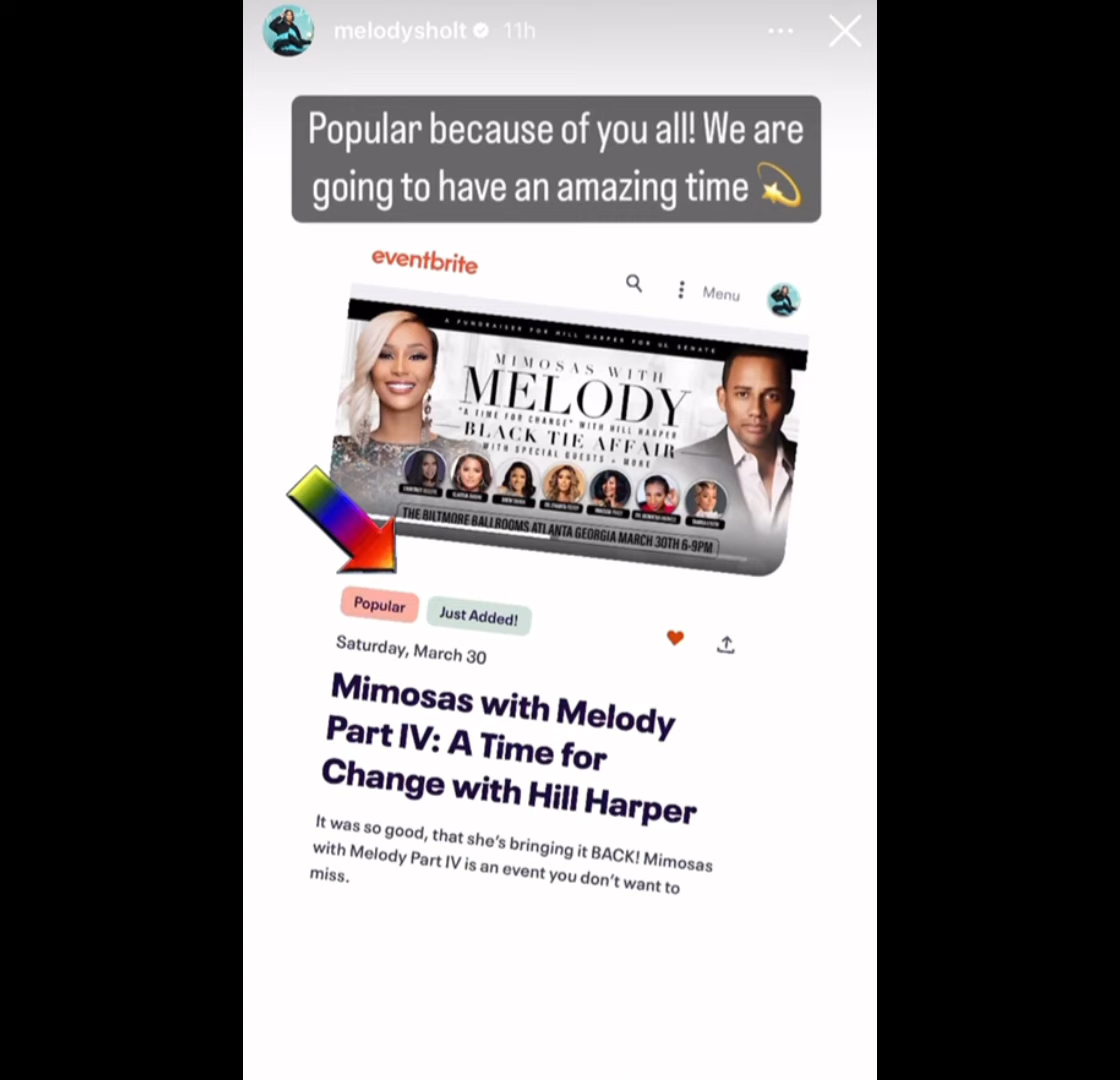 melodysholt 11h
Popular because of you all! We are
going to have an amazing time
eventbrite
Menu
A FUNDRAISER FOR HILL HARPER FOR US SENATE
MIMOSAS WITH
MELODY
"A TIME FOR CHANGE" WITH HILL HARPER
BLACK TIE AFFAIR
WITH SPECIAL GUESTS + MORE
THE BILTMORE BALLROOMS ATLANTA GEORGIA MARCH 30TH 6-9PM
Popular Just Added!
Saturday, March 30
Mimosas with Melody
Part IV: A Time for
Change with Hill Harper
It was so good, that she's bringing it BACK! Mimosas
with Melody Part IV is an event you don't want to
miss.